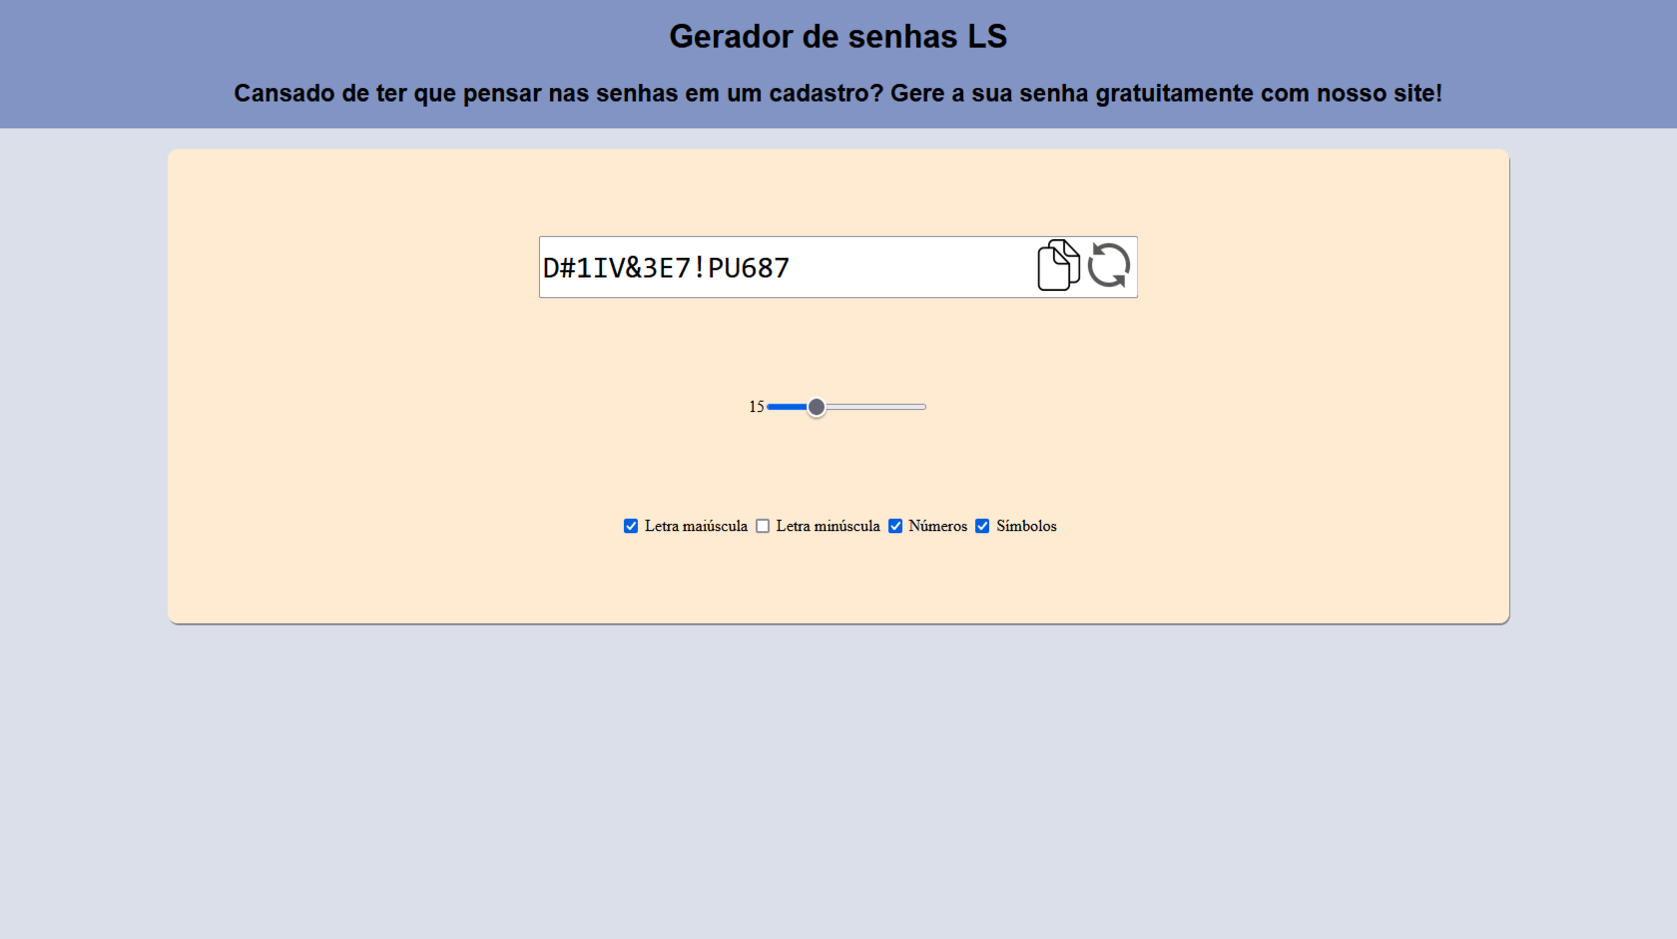 Gerador de senhas LS
Cansado de ter que pensar nas senhas em um cadastro? Gere a sua senha gratuitamente com nosso site!
D#1IV&3E7!PU687
15
Letra maiúscula Letra minúscula Números Símbolos